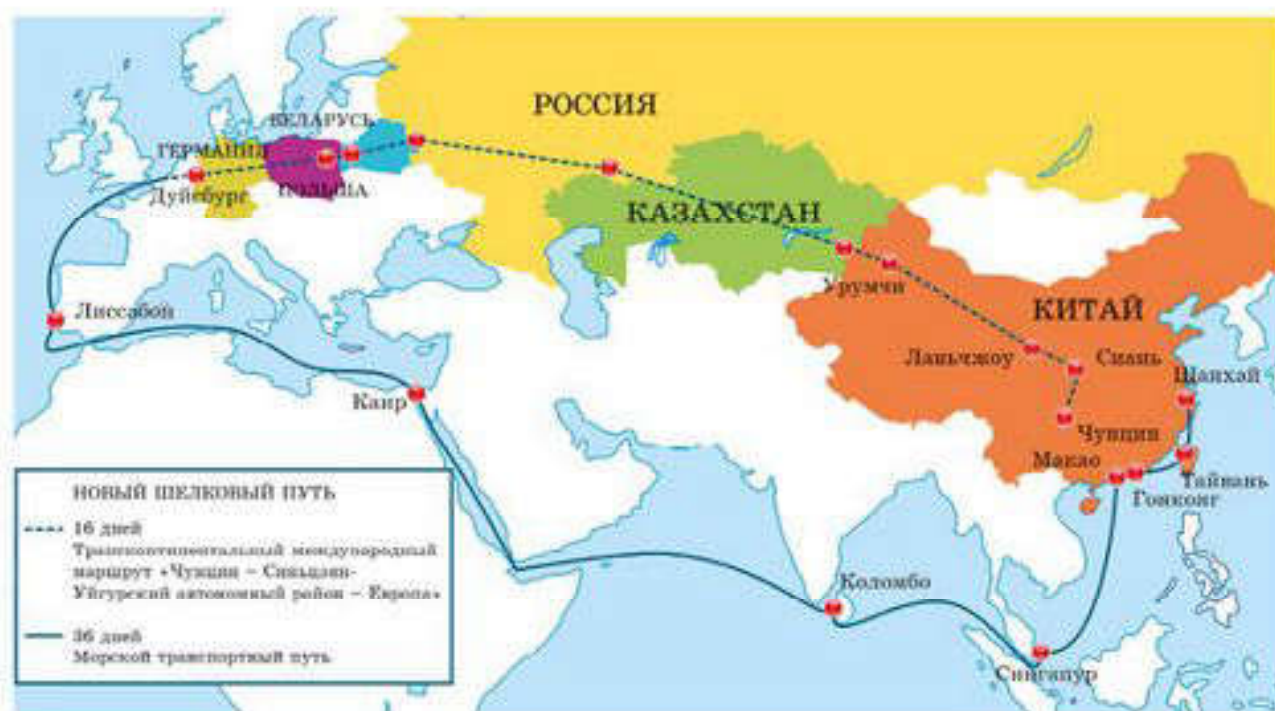 РОССИЯ
БЕЛАРУСЬ
ГЕРМАНИЯ
Дуйсбург
ПОЛЬША
КАЗАХСТАН
Урумчи
Лиссабон
КИТАЙ
Ланьчжоу
Сиань
Шанхай
Каир
Чунцин
Макао
Тайвань
Гонконг
НОВЫЙ ШЕЛКОВЫЙ ПУТЬ
16 дней
Трансконтинентальный международный
маршрут «Чунцин – Синьцзян-
Уйгурский автономный район – Европа»
36 дней
Морской транспортный путь
Коломбо
Сингапур